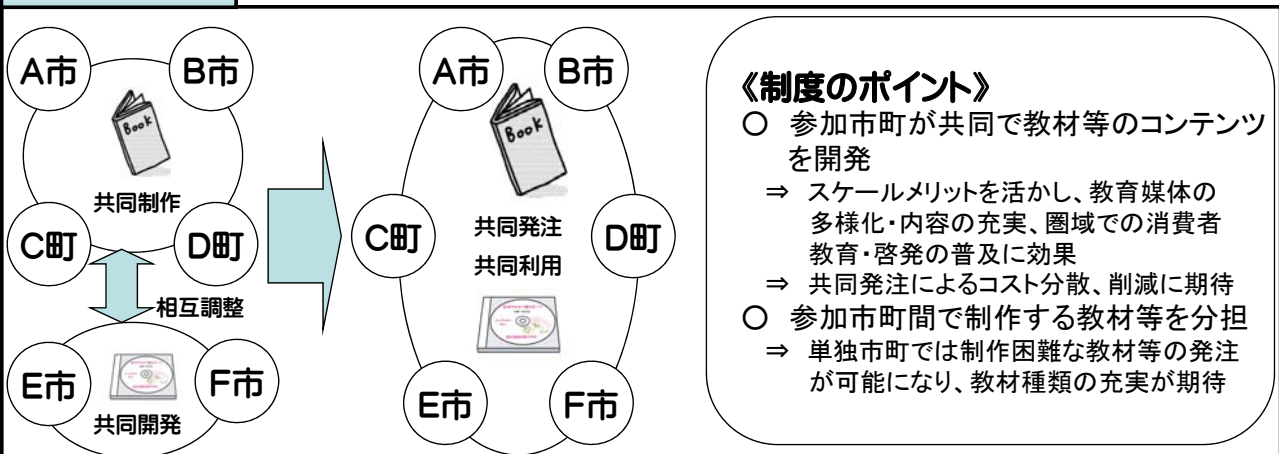 A市
B市
Book
共同制作
C町
D町
相互調整
E市
F市
共同開発
A市
B市
Book
C町
共同発注
共同利用
D町
E市
F市
《制度のポイント》
○ 参加市町が共同で教材等のコンテンツ
を開発
⇒ スケールメリットを活かし、教育媒体の
多様化・内容の充実、圏域での消費者
教育・啓発の普及に効果
⇒ 共同発注によるコスト分散、削減に期待
○ 参加市町間で制作する教材等を分担
⇒ 単独市町では制作困難な教材等の発注
が可能になり、教材種類の充実が期待